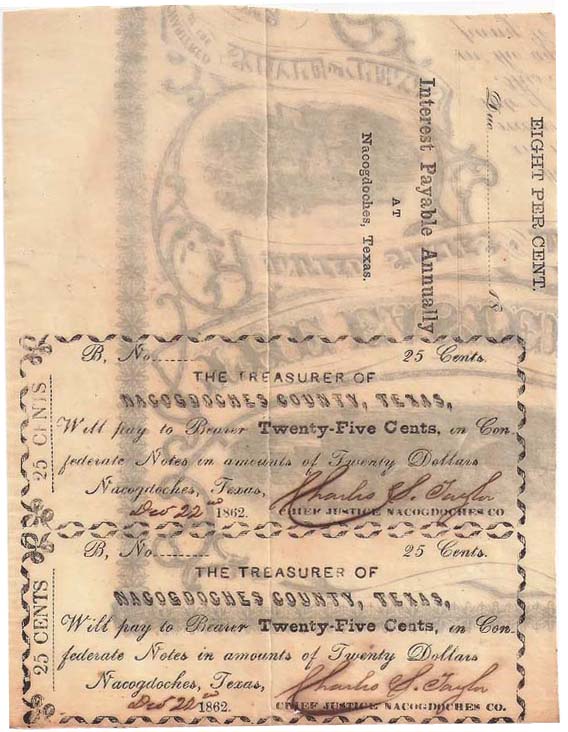 EIGHT PER CENT.
Due 18
Interest Payable Annually
AT
Nacogdoches, Texas.
B, No. 25 Cents.
THE TREASURER OF
NACOGDOCHES COUNTY, TEXAS,
Will pay to Bearer Twenty-Five Cents, in Con-
federate Notes in amounts of Twenty Dollars
Nacogdoches, Texas,
Dec 22 1862.
Charles S. Taylor
CHIEF JUSTICE NACOGDOCHES CO
25 CENTS
B, No. 25 Cents.
THE TREASURER OF
NACOGDOCHES COUNTY, TEXAS,
Will pay to Bearer Twenty-Five Cents, in Con-
federate Notes in amounts of Twenty Dollars
Nacogdoches, Texas,
Dec 22 1862.
Charles S. Taylor
CHIEF JUSTICE NACOGDOCHES CO.
25 CENTS